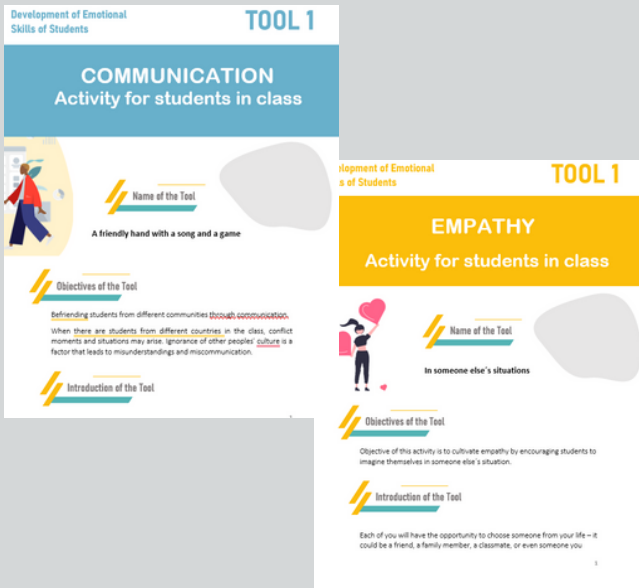 Development of Emotional
Skills of Students
TOOL 1
COMMUNICATION
Activity for students in class
Name of the Tool
A friendly hand with a song and a game
Objectives of the Tool
Befriending students from different communities through communication.
When there are students from different countries in the class, conflict
moments and situations may arise. Ignorance of other peoples' culture is a
factor that leads to misunderstandings and miscommunication.
Introduction of the Tool
lopment of Emotional
s of Students
TOOL 1
EMPATHY
Activity for students in class
Name of the Tool
In someone else´s situations
Objectives of the Tool
Objective of this activity is to cultivate empathy by encouraging students to
imagine themselves in someone else´s situation.
Introduction of the Tool
Each of you will have the opportunity to choose someone from your life – it
could be a friend, a family member, a classmate, or even someone you
1